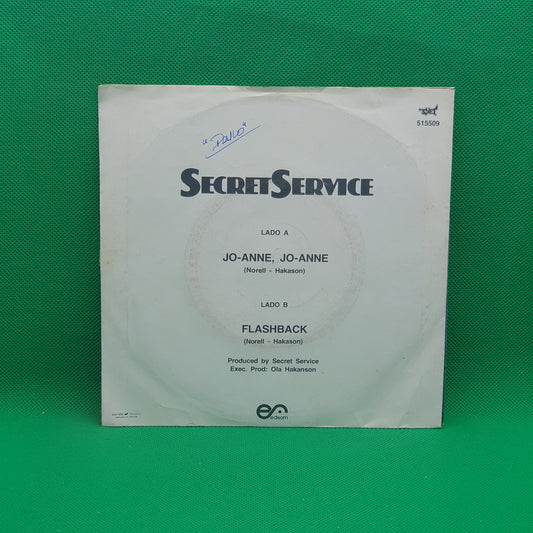 515509
SECRET SERVICE
LADO A
JO-ANNE, JO-ANNE
(Norell - Hakason)
LADO B
FLASHBACK
(Norell - Hakason)
Produced by Secret Service
Exec. Prod: Ola Hakanson
edisom